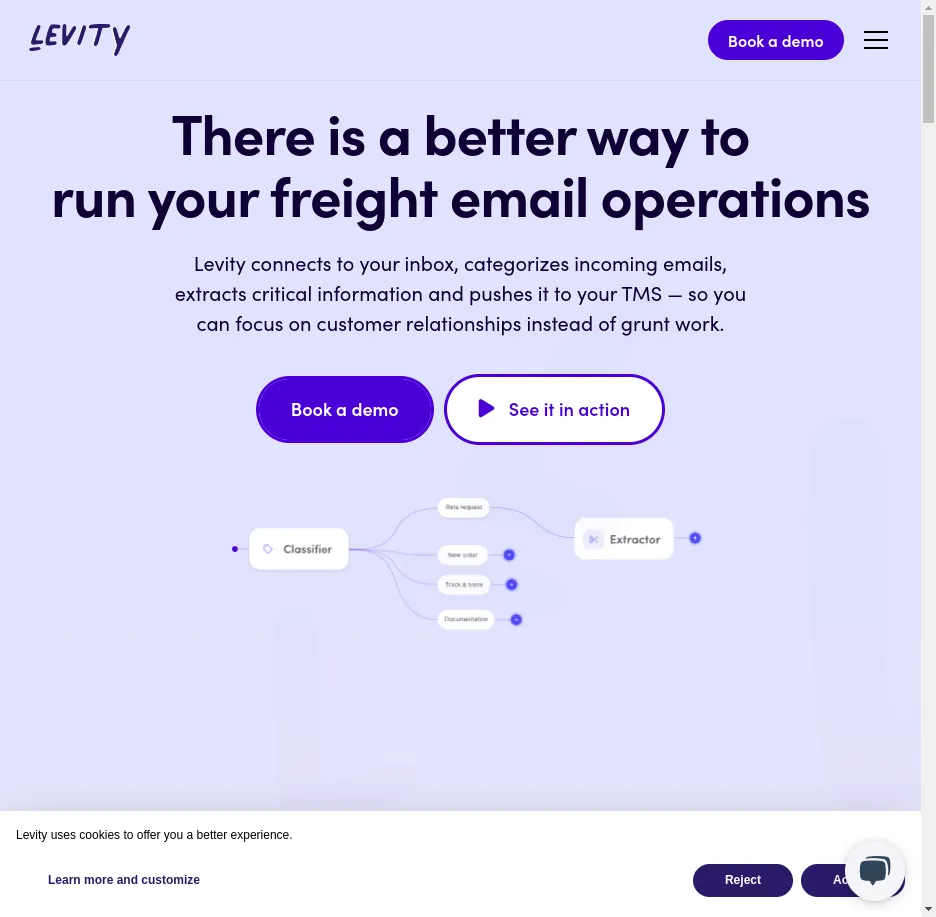 LEVITY
Book a demo
There is a better way to
run your freight email operations
Levity connects to your inbox, categorizes incoming emails,
extracts critical information and pushes it to your TMS — so you
can focus on customer relationships instead of grunt work.
Book a demo
See it in action
Rate request
Classifier
Extractor
New order
Track & trace
Documentation
Levity uses cookies to offer you a better experience.
Learn more and customize
Reject